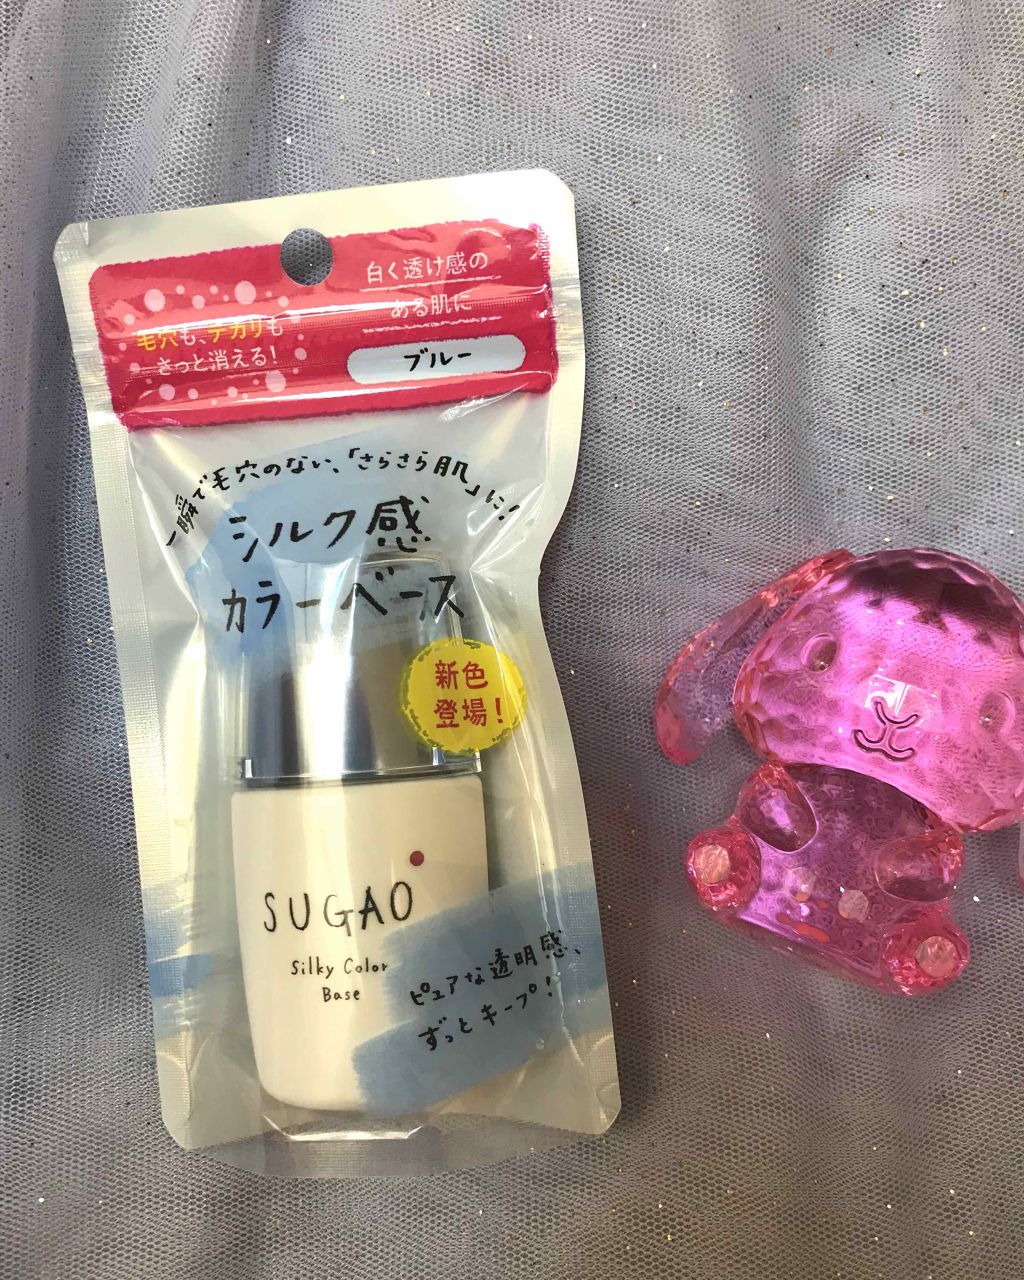 毛穴も、テカリも
さっと消える!
白く透け感の
ある肌に
ブルー
一瞬で毛穴のない、「さらさら肌」に!
シルク感
カラーベース
新色
登場!
SUGAO
Silky Color
Base
ピュアな透明感、
ずっとキープ!